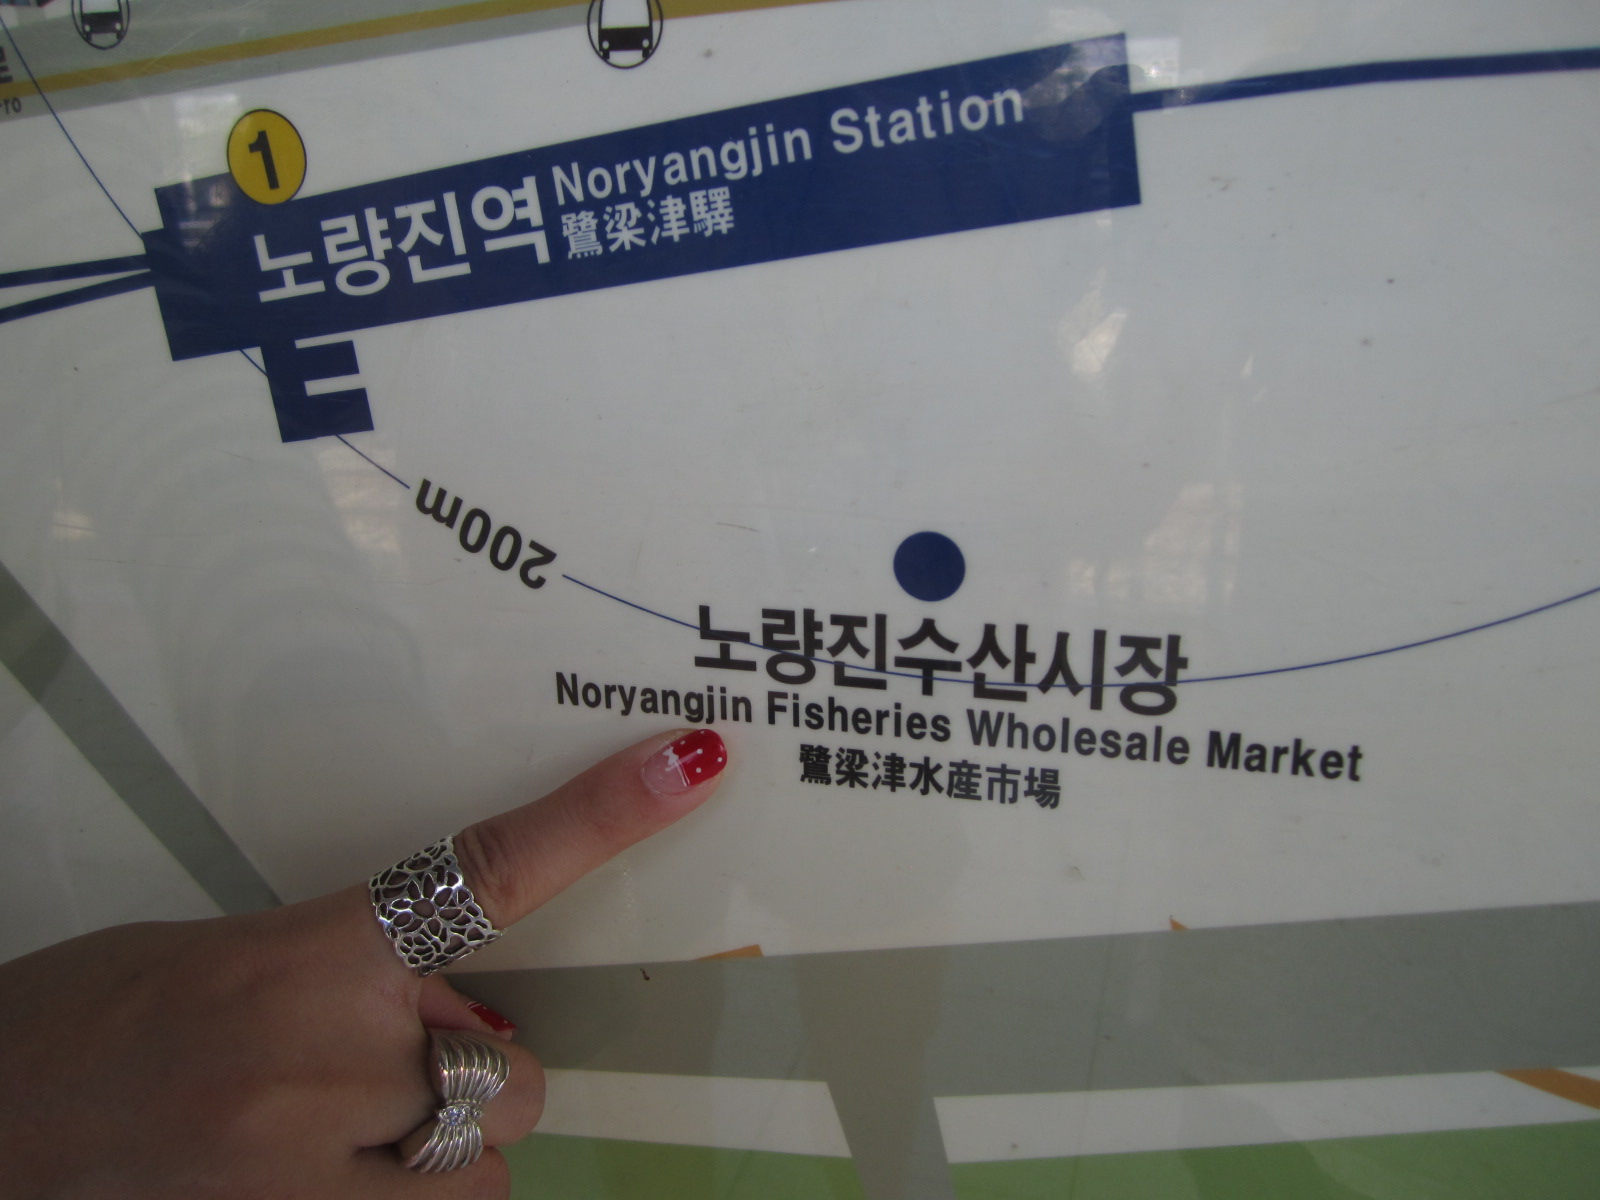 1
노량진역
Noryangjin Station
鷺梁津驛
200m
노량진수산시장
Noryangjin Fisheries Wholesale Market
鷺梁津水産市場